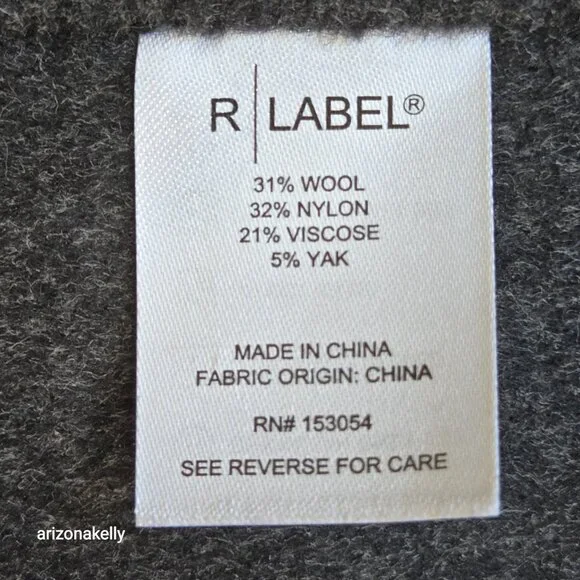 R LABEL®
31% WOOL
32% NYLON
21% VISCOSE
5% YAK
MADE IN CHINA
FABRIC ORIGIN: CHINA
RN# 153054
SEE REVERSE FOR CARE
arizonakelly